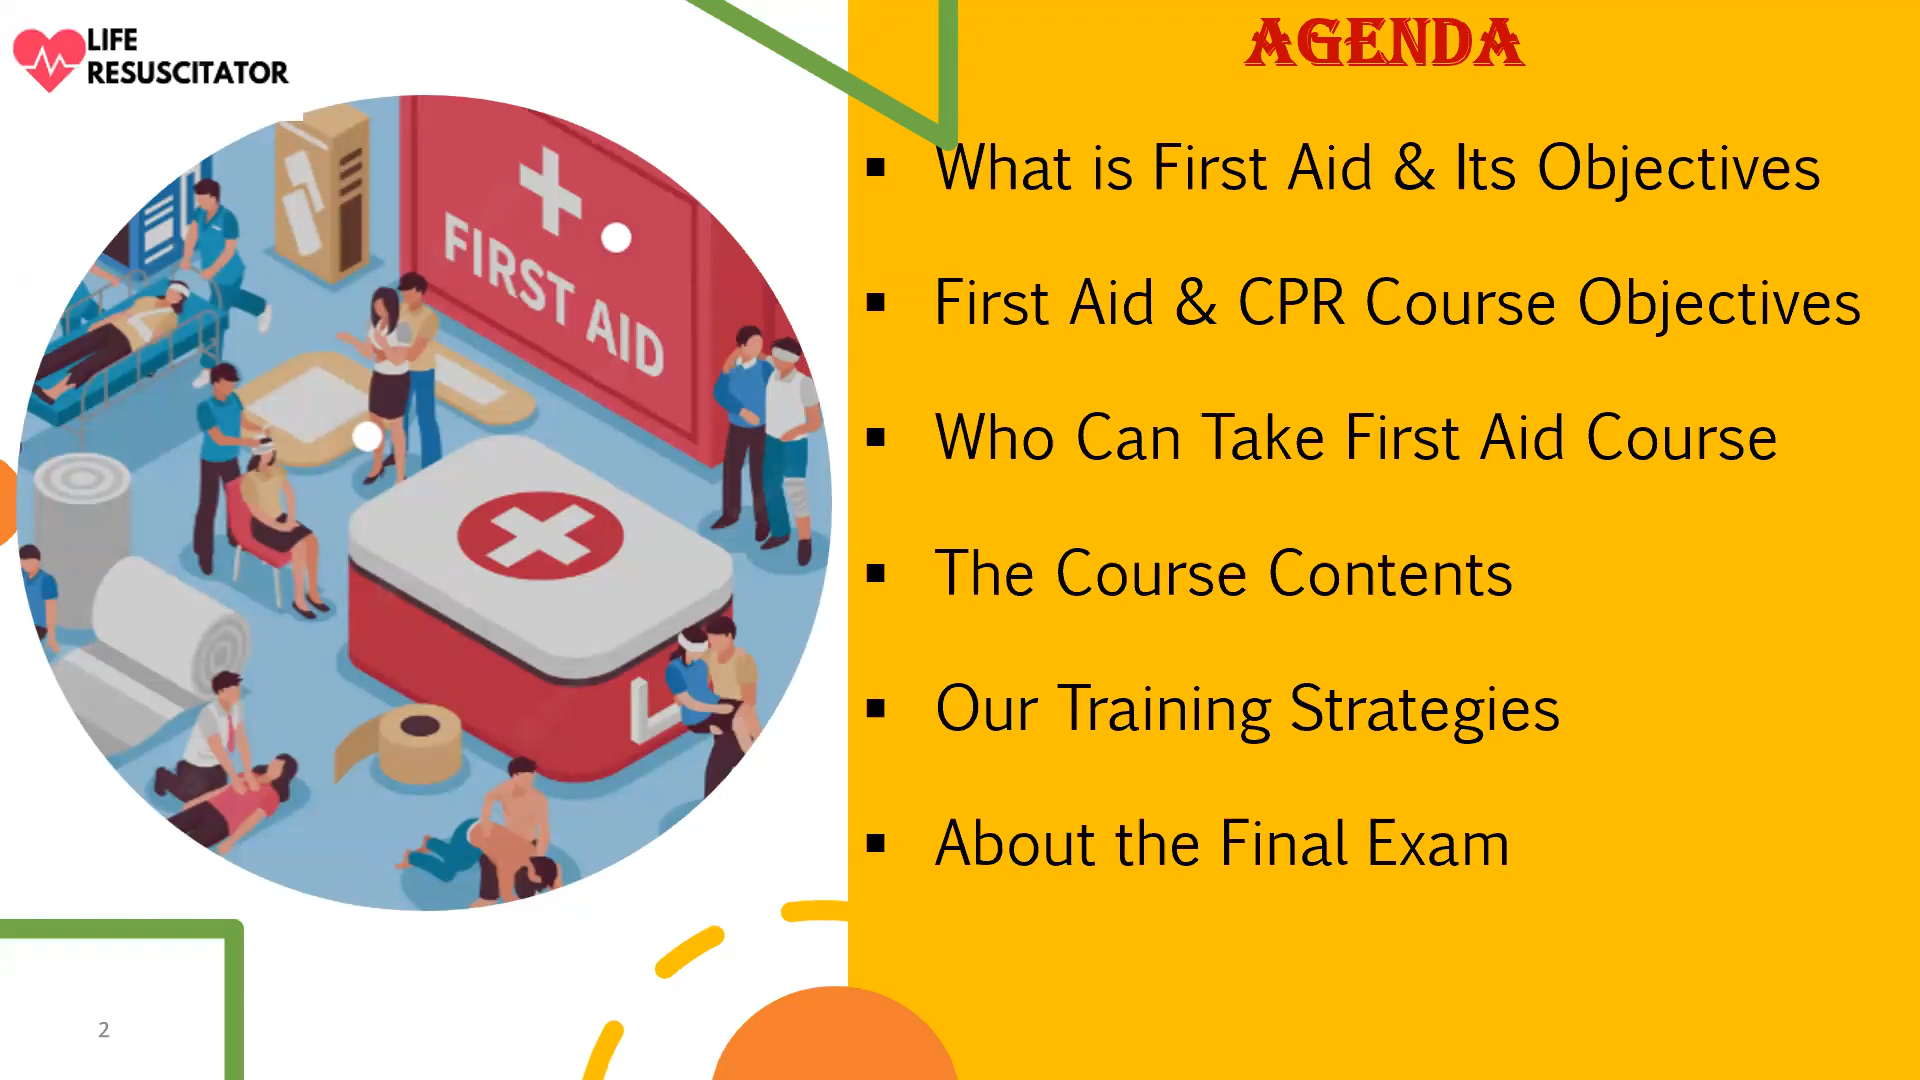 LIFE
RESUSCITATOR
AGENDA
FIRST AID
▪ What is First Aid & Its Objectives
▪ First Aid & CPR Course Objectives
▪ Who Can Take First Aid Course
▪ The Course Contents
▪ Our Training Strategies
▪ About the Final Exam
2